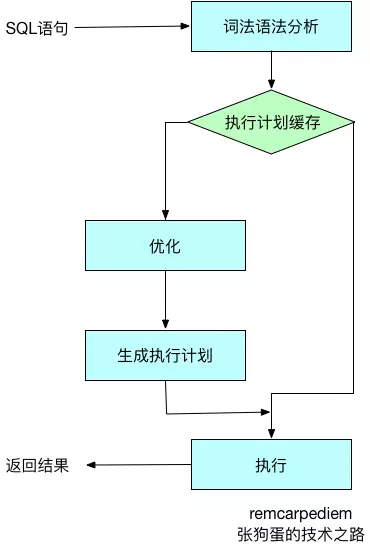 SQL语句
词法语法分析
执行计划缓存
优化
生成执行计划
返回结果
执行
remcarpediem
张狗蛋的技术之路